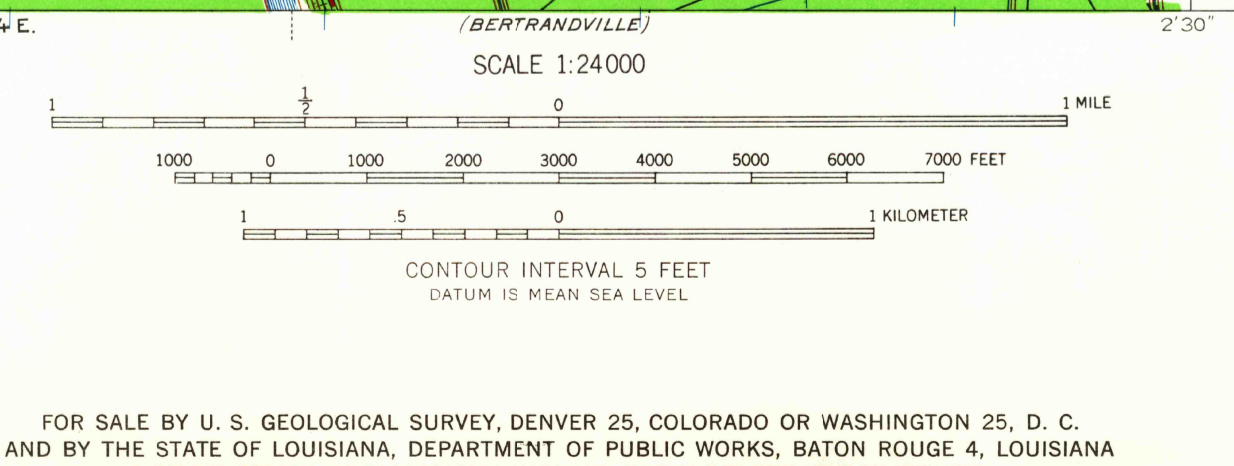 4 E. (BERTRANDVILLE) 2'30"
SCALE 1:24000
1 1/2 0 1 MILE
1000 0 1000 2000 3000 4000 5000 6000 7000 FEET
1 .5 0 1 KILOMETER
CONTOUR INTERVAL 5 FEET
DATUM IS MEAN SEA LEVEL
FOR SALE BY U. S. GEOLOGICAL SURVEY, DENVER 25, COLORADO OR WASHINGTON 25, D. C.
AND BY THE STATE OF LOUISIANA, DEPARTMENT OF PUBLIC WORKS, BATON ROUGE 4, LOUISIANA